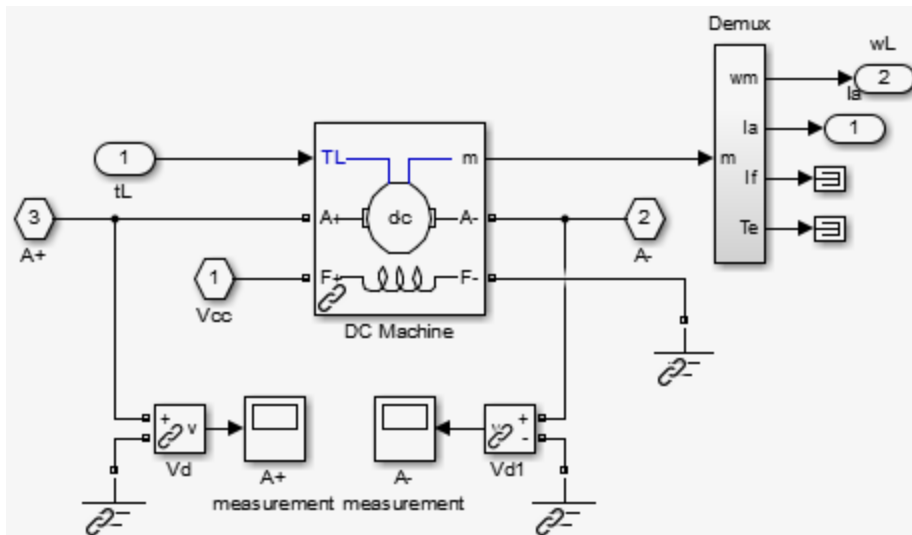 Demux
wL
wm
2
Ia
Ia
1
1
TL
m
m
tL
If
3
A+
dc
A-
2
Te
A+
A-
1
F+
F-
Vcc
DC Machine
+
v
v
+
-
Vd
A+
measurement
A-
measurement
Vd1